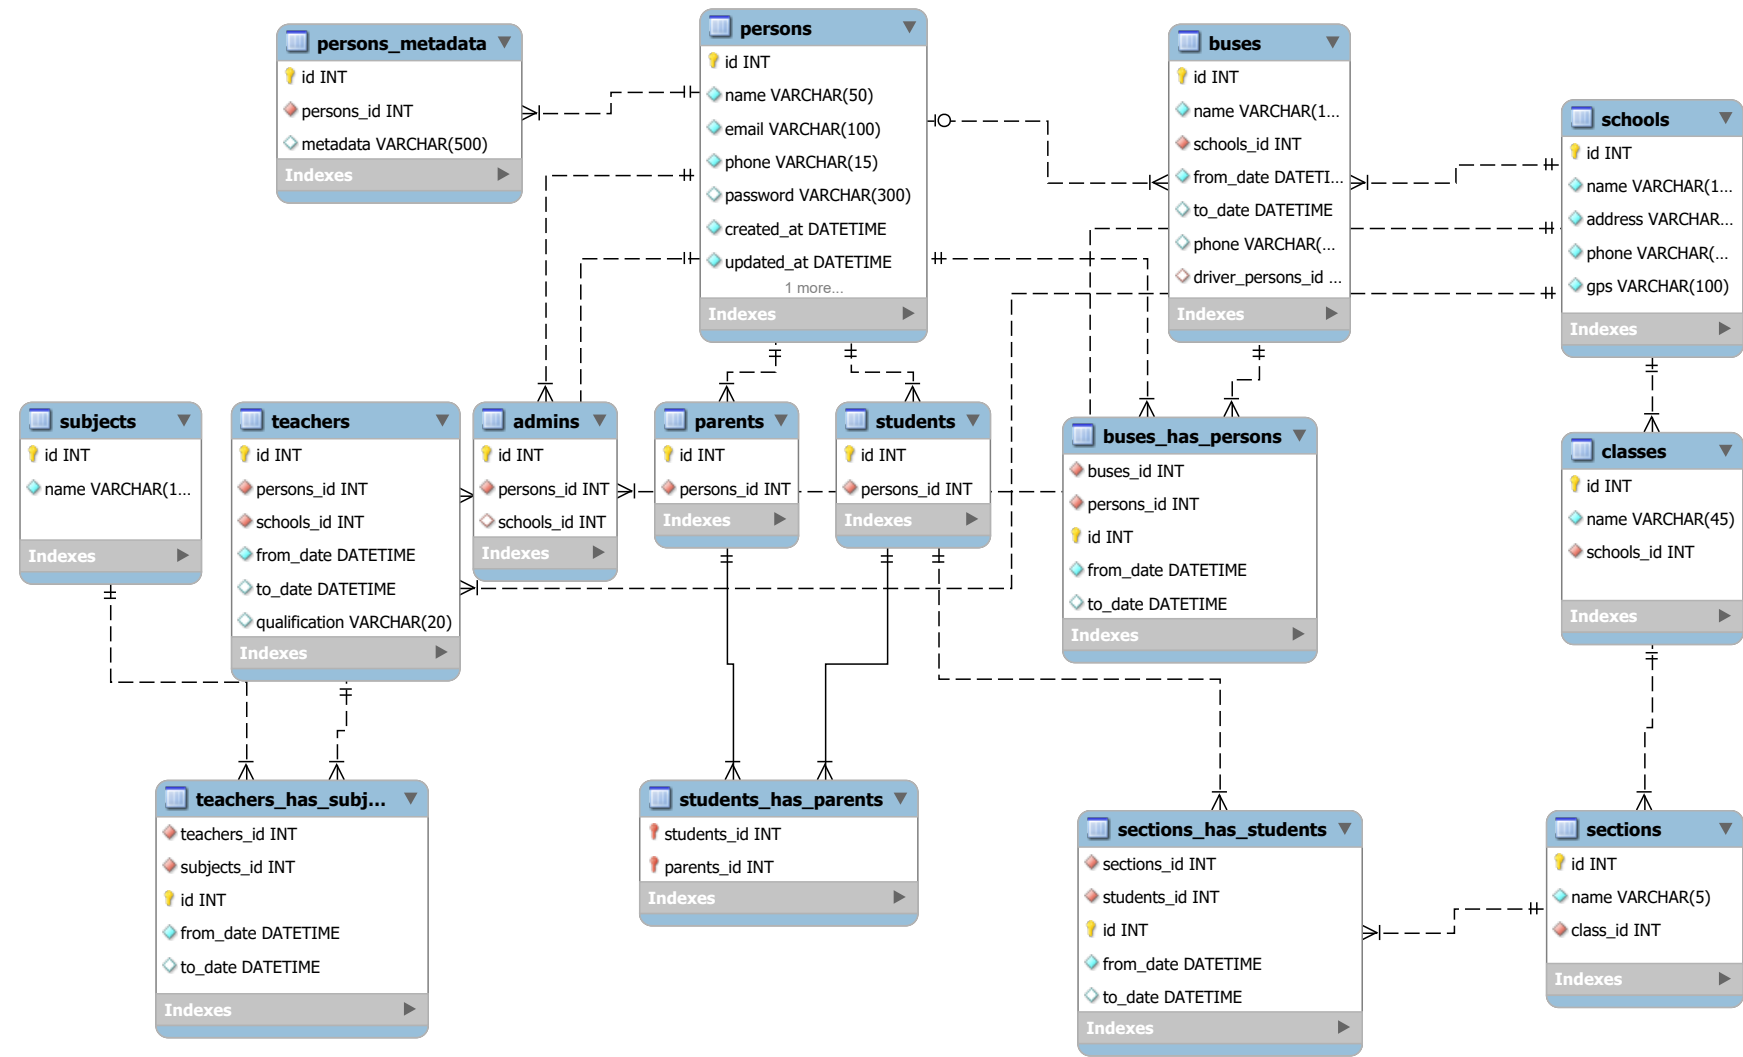 persons_metadata
id INT
persons_id INT
metadata VARCHAR(500)
Indexes
persons
id INT
name VARCHAR(50)
email VARCHAR(100)
phone VARCHAR(15)
password VARCHAR(300)
created_at DATETIME
updated_at DATETIME
1 more...
Indexes
buses
id INT
name VARCHAR(1...
schools_id INT
from_date DATETI...
to_date DATETIME
phone VARCHAR(...
driver_persons_id ...
Indexes
schools
id INT
name VARCHAR(1...
address VARCHAR...
phone VARCHAR(...
gps VARCHAR(100)
Indexes
subjects
id INT
name VARCHAR(1...
Indexes
teachers
id INT
persons_id INT
schools_id INT
from_date DATETIME
to_date DATETIME
qualification VARCHAR(20)
Indexes
admins
id INT
persons_id INT
schools_id INT
Indexes
parents
id INT
persons_id INT
Indexes
students
id INT
persons_id INT
Indexes
buses_has_persons
buses_id INT
persons_id INT
id INT
from_date DATETIME
to_date DATETIME
Indexes
classes
id INT
name VARCHAR(45)
schools_id INT
Indexes
teachers_has_subj...
teachers_id INT
subjects_id INT
id INT
from_date DATETIME
to_date DATETIME
Indexes
students_has_parents
students_id INT
parents_id INT
Indexes
sections_has_students
sections_id INT
students_id INT
id INT
from_date DATETIME
to_date DATETIME
Indexes
sections
id INT
name VARCHAR(5)
class_id INT
Indexes